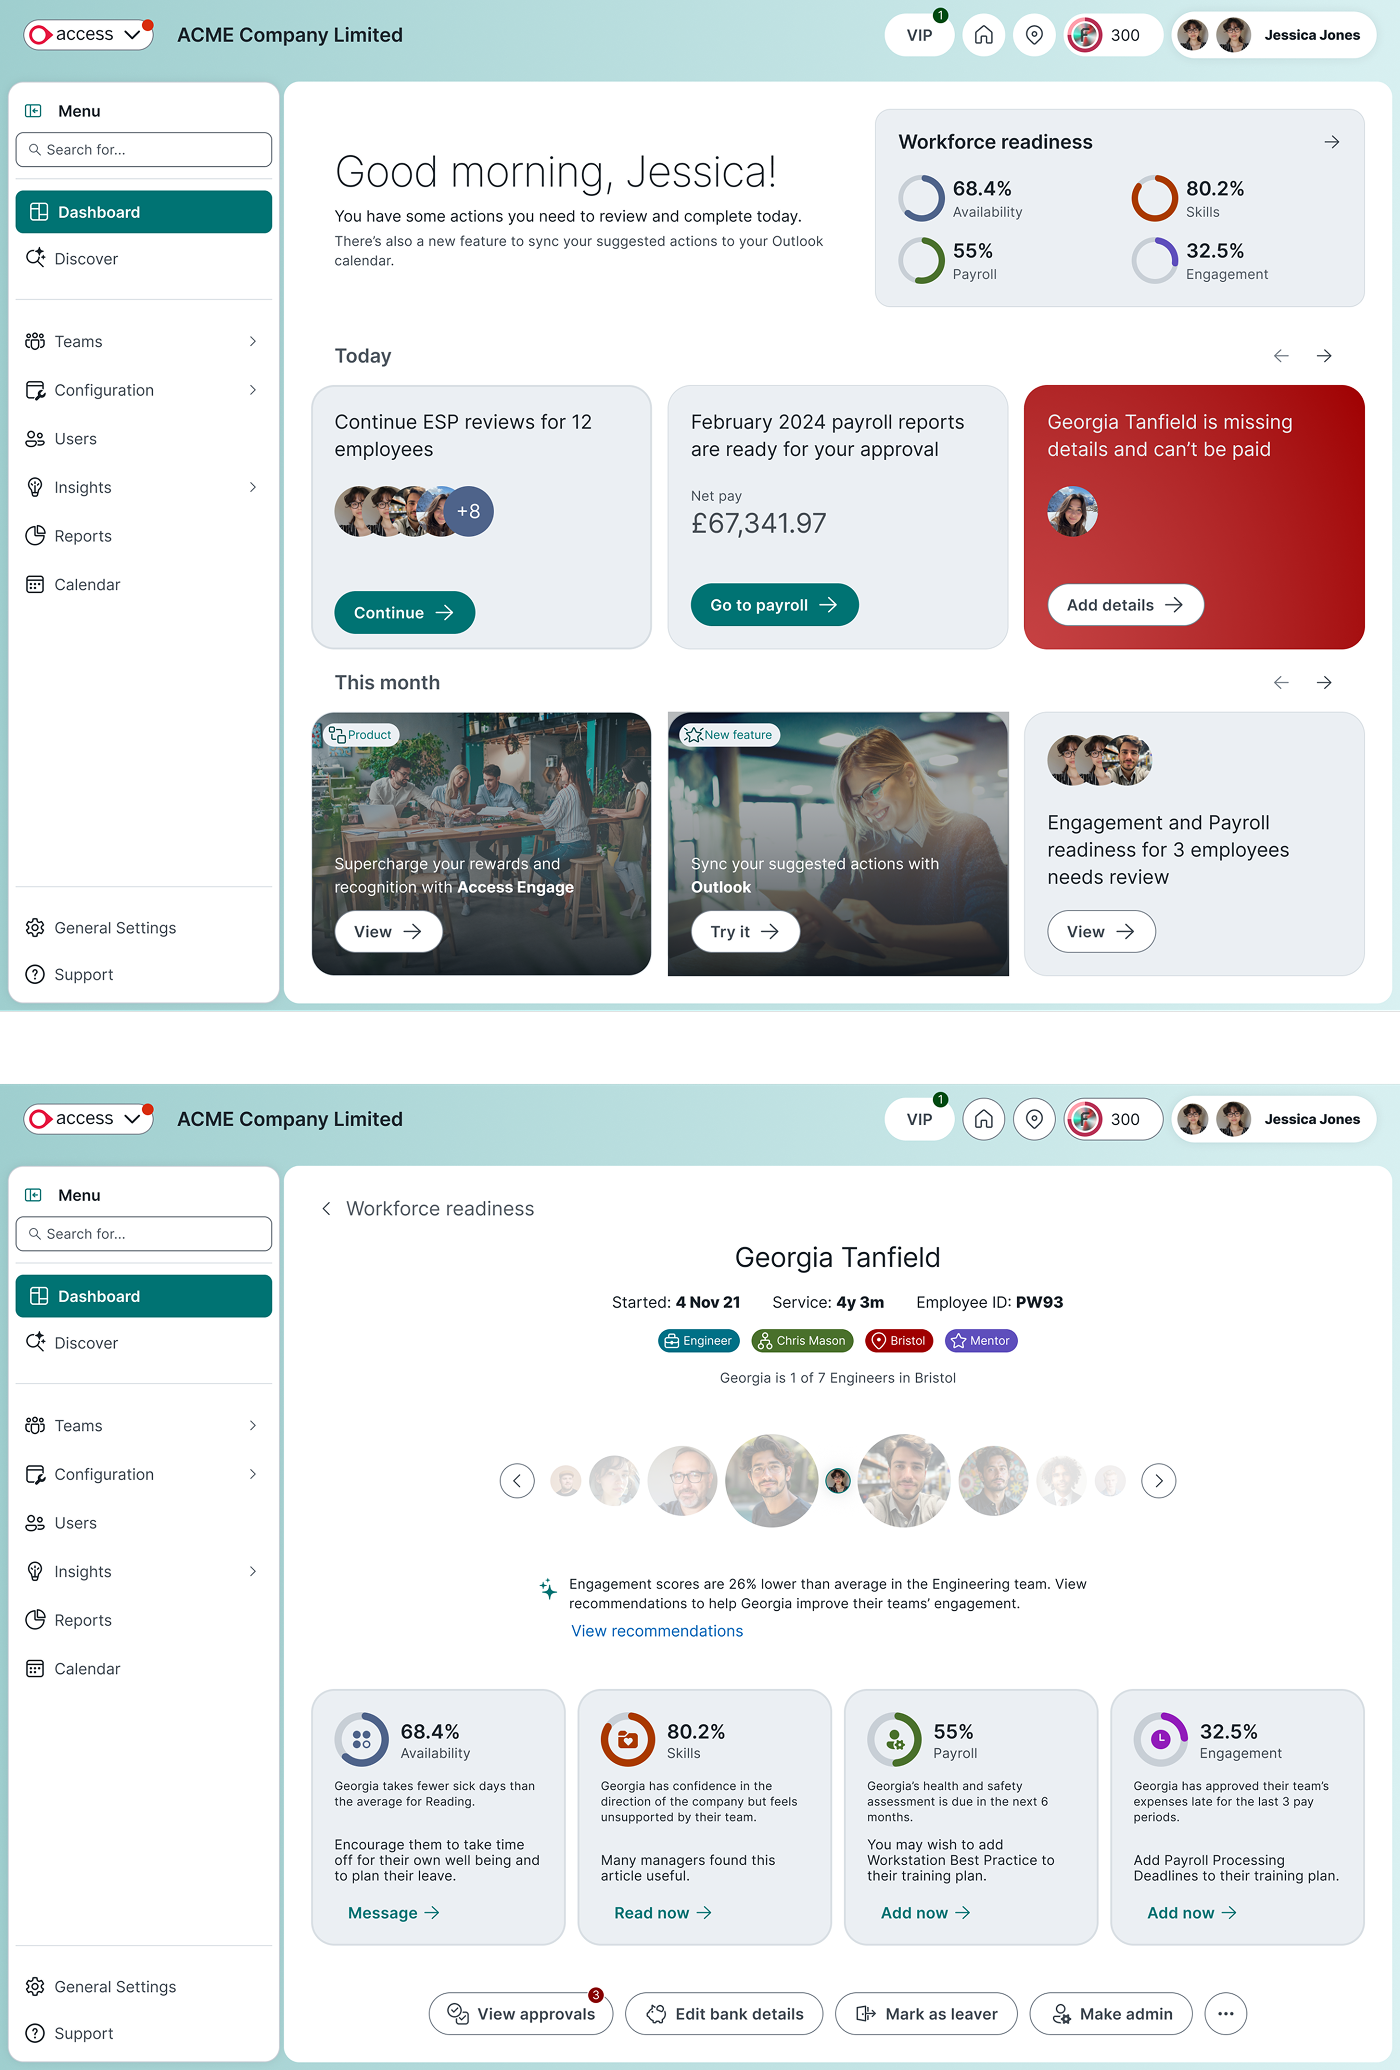 access
ACME Company Limited
VIP
1
300
Jessica Jones
Menu
Search for...
Dashboard
Discover
Teams
Configuration
Users
Insights
Reports
Calendar
General Settings
Support
Good morning, Jessica!
You have some actions you need to review and complete today.
There's also a new feature to sync your suggested actions to your Outlook
calendar.
Workforce readiness
68.4%
Availability
80.2%
Skills
55%
Payroll
32.5%
Engagement
Today
Continue ESP reviews for 12
employees
+8
Continue
February 2024 payroll reports
are ready for your approval
Net pay
£67,341.97
Go to payroll
Georgia Tanfield is missing
details and can't be paid
Add details
This month
Product
Supercharge your rewards and
recognition with Access Engage
View
New feature
Sync your suggested actions with
Outlook
Try it
Engagement and Payroll
readiness for 3 employees
needs review
View
access
ACME Company Limited
VIP
1
300
Jessica Jones
Menu
Search for...
Dashboard
Discover
Teams
Configuration
Users
Insights
Reports
Calendar
General Settings
Support
Workforce readiness
Georgia Tanfield
Started: 4 Nov 21 Service: 4y 3m Employee ID: PW93
Engineer Chris Mason Bristol Mentor
Georgia is 1 of 7 Engineers in Bristol
Engagement scores are 26% lower than average in the Engineering team. View
recommendations to help Georgia improve their teams' engagement.
View recommendations
68.4%
Availability
Georgia takes fewer sick days than
the average for Reading.
Encourage them to take time
off for their own well being and
to plan their leave.
Message
80.2%
Skills
Georgia has confidence in the
direction of the company but feels
unsupported by their team.
Many managers found this
article useful.
Read now
55%
Payroll
Georgia's health and safety
assessment is due in the next 6
months.
You may wish to add
Workstation Best Practice to
their training plan.
Add now
32.5%
Engagement
Georgia has approved their team's
expenses late for the last 3 pay
periods.
Add Payroll Processing
Deadlines to their training plan.
Add now
View approvals
3
Edit bank details
Mark as leaver
Make admin